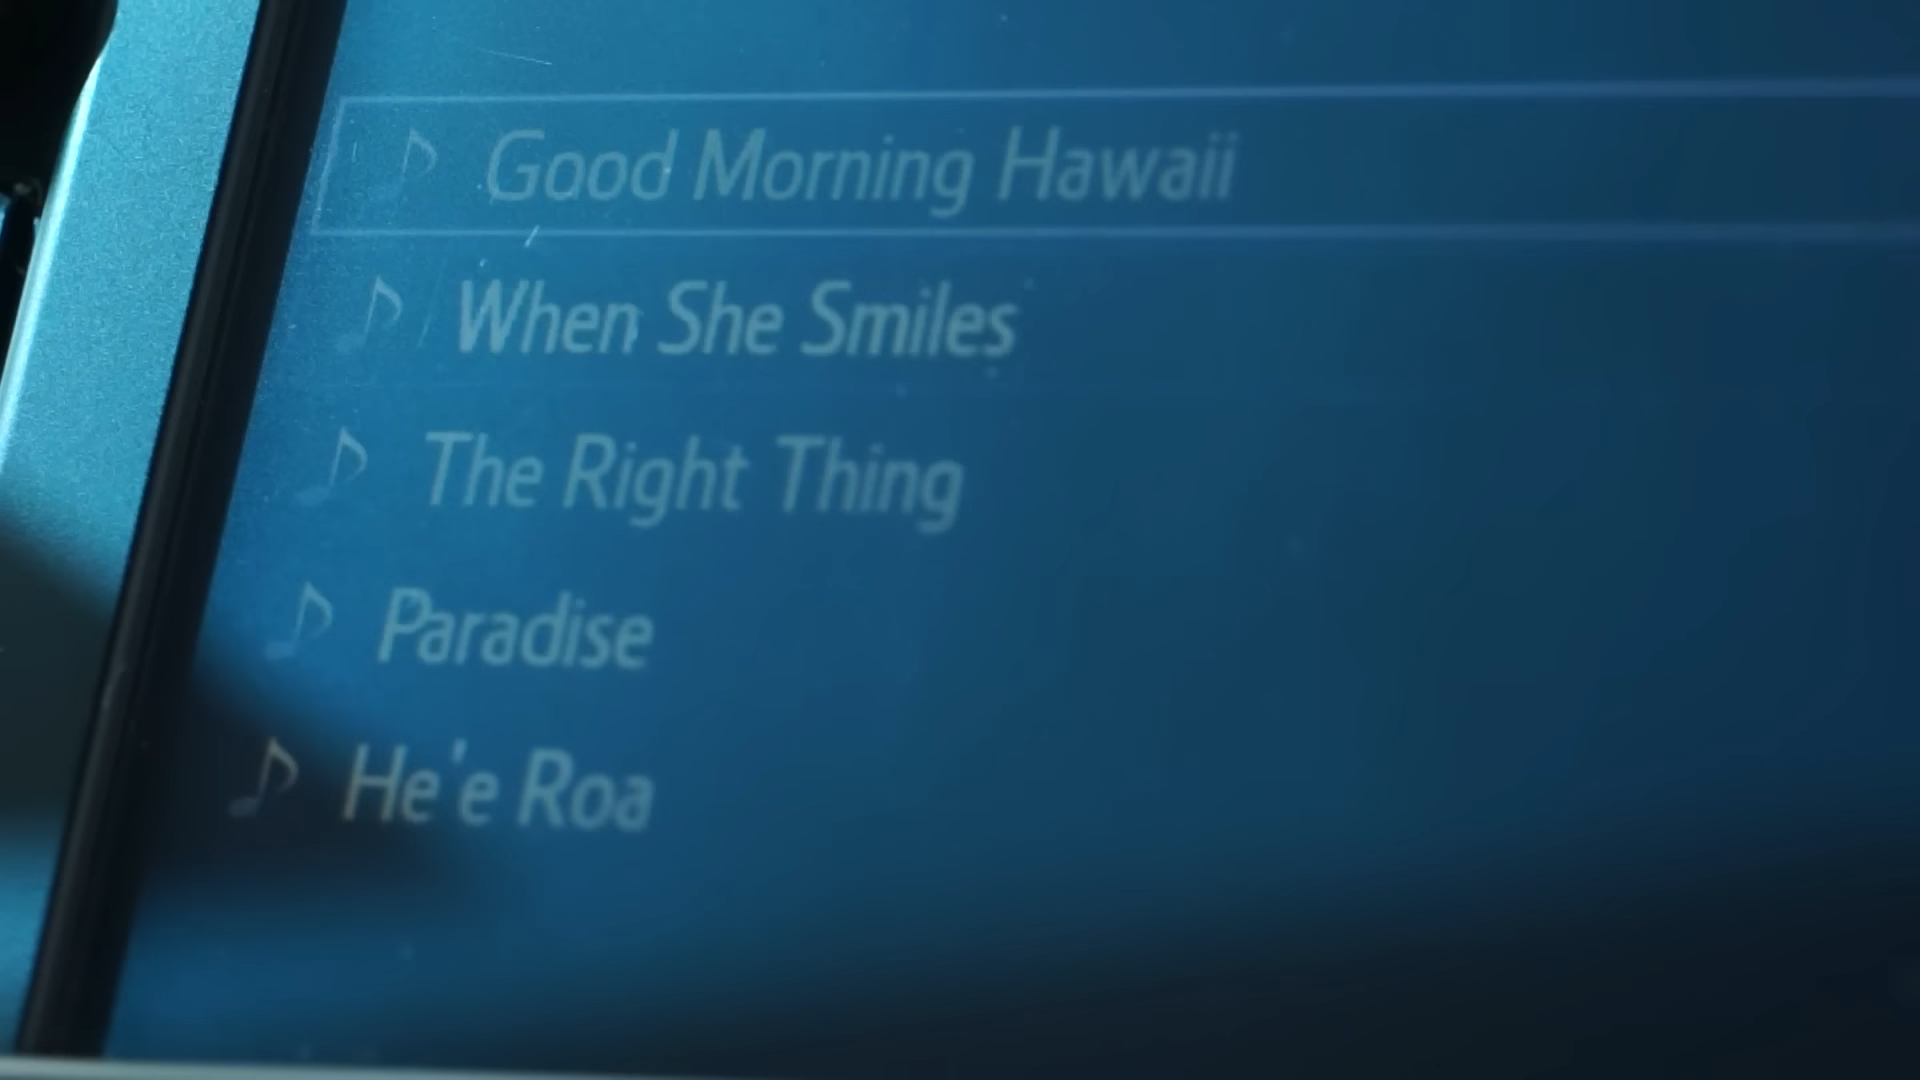 Good Morning Hawaii
When She Smiles
The Right Thing
Paradise
He'e Roa